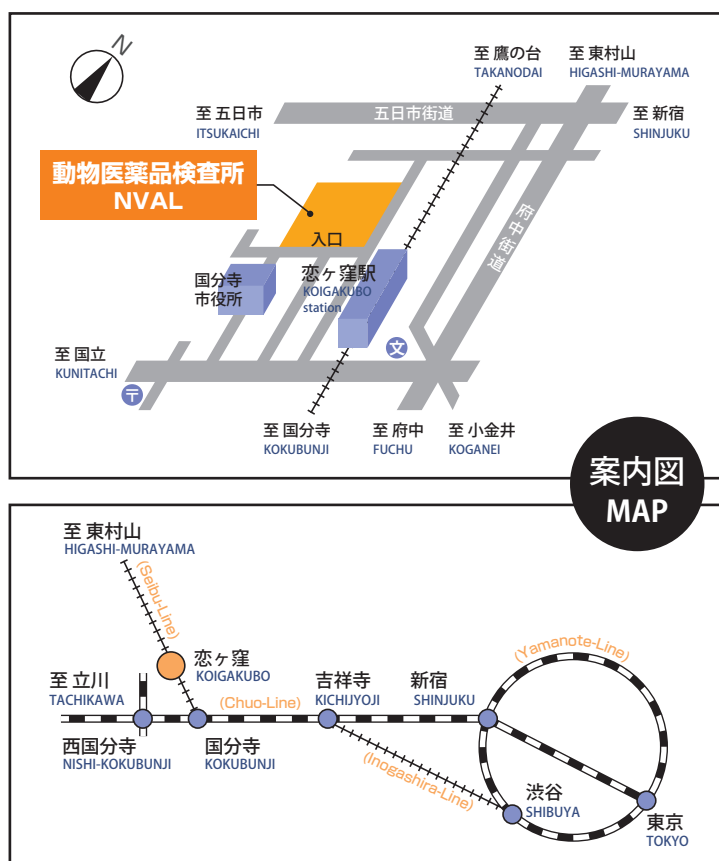 N
至 鷹の台
TAKANODAI
至 東村山
HIGASHI-MURAYAMA
至 五日市
ITSUKAICHI
五日市街道
至 新宿
SHINJUKU
動物医薬品検査所
NVAL
入口
府中街道
国分寺
市役所
恋ヶ窪駅
KOIGAKUBO
station
文
至 国立
KUNITACHI
〒
至 国分寺
KOKUBUNJI
至 府中
FUCHU
至 小金井
KOGANEI
案内図
MAP
至 東村山
HIGASHI-MURAYAMA
(Seibu-Line)
(Yamanote-Line)
恋ヶ窪
KOIGAKUBO
至 立川
TACHIKAWA
(Chuo-Line)
吉祥寺
KICHIJYOJI
新宿
SHINJUKU
西国分寺
NISHI-KOKUBUNJI
国分寺
KOKUBUNJI
(Inogashira-Line)
渋谷
SHIBUYA
東京
TOKYO